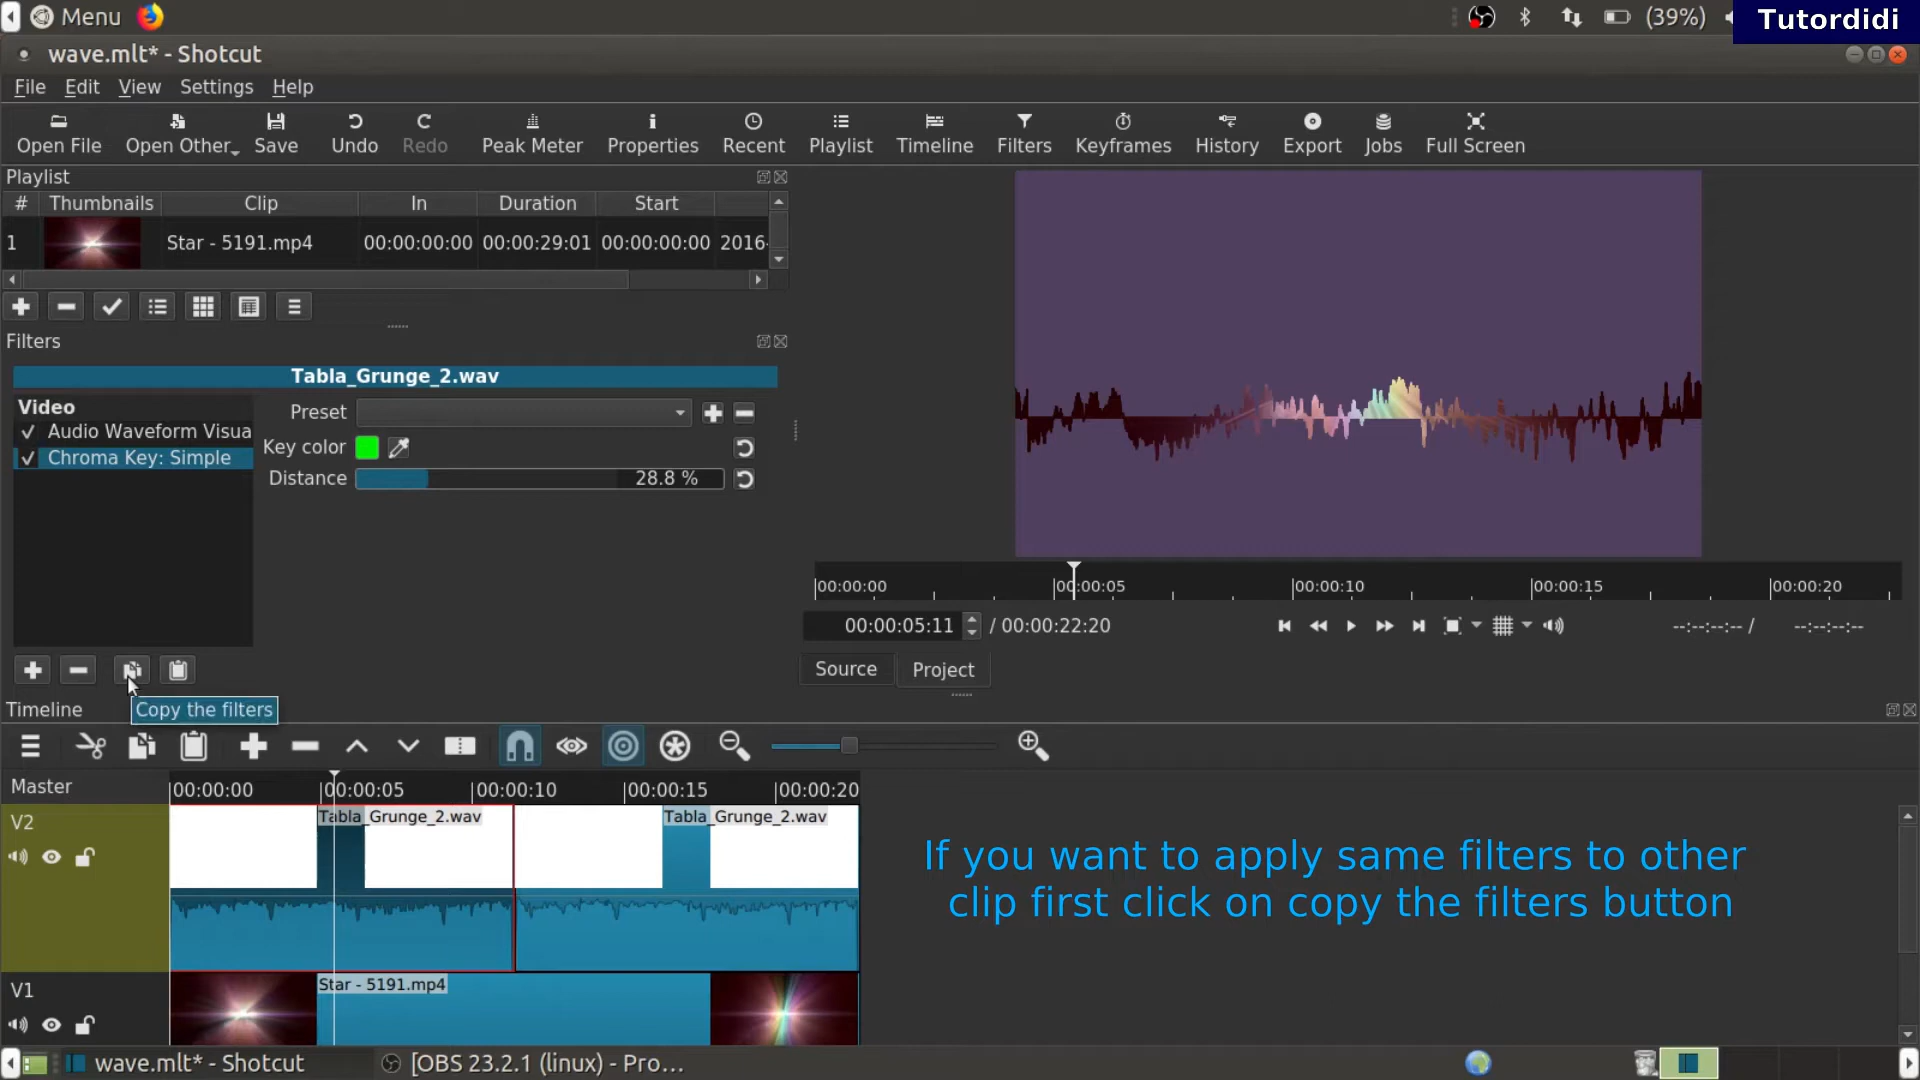 Menu
(39%)
Tutordidi
wave.mlt* - Shotcut
File Edit View Settings Help
Open File Open Other Save Undo Redo Peak Meter Properties Recent Playlist Timeline Filters Keyframes History Export Jobs Full Screen
Playlist
# Thumbnails Clip In Duration Start
1 Star - 5191.mp4 00:00:00:00 00:00:29:01 00:00:00:00 2016-
Filters
Tabla_Grunge_2.wav
Video
Audio Waveform Visua
Chroma Key: Simple
Preset
Key color
Distance 28.8 %
00:00:00 00:00:05 00:00:10 00:00:15 00:00:20
00:00:05:11 / 00:00:22:20 --:--:--:-- / --:--:--:--
Source Project
Copy the filters
Timeline
Master
00:00:00 00:00:05 00:00:10 00:00:15 00:00:20
V2
Tabla_Grunge_2.wav Tabla_Grunge_2.wav
V1
Star - 5191.mp4
If you want to apply same filters to other
clip first click on copy the filters button
wave.mlt* - Shotcut [OBS 23.2.1 (linux) - Pro...